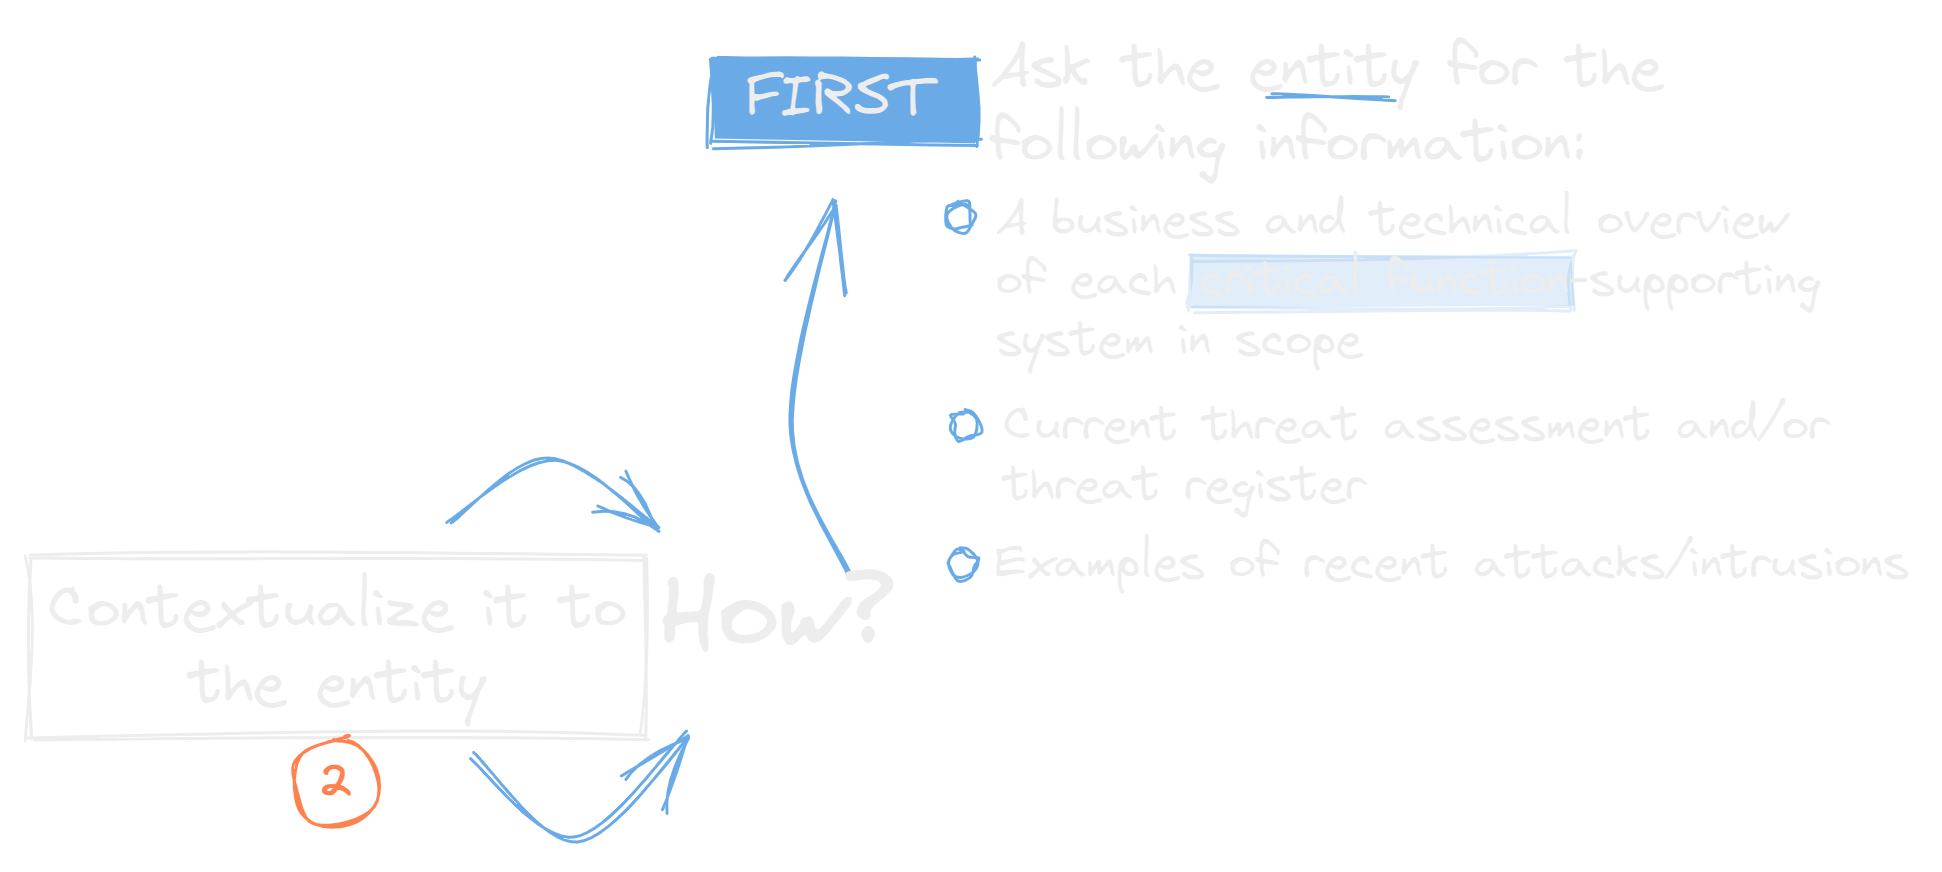 FIRST
Ask the entity for the
following information:
A business and technical overview
of each critical function-supporting
system in scope
Current threat assessment and/or
threat register
Examples of recent attacks/intrusions
Contextualize it to
the entity
How?
2